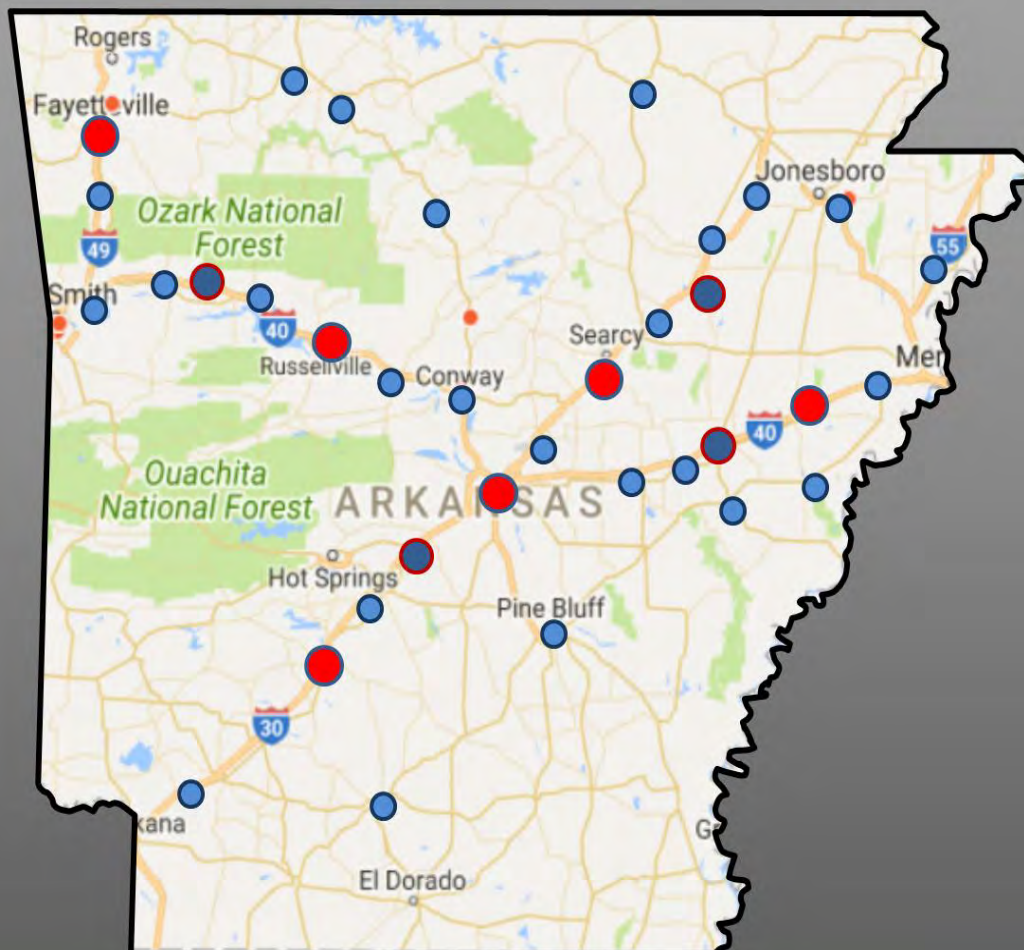 Rogers
Fayetteville
Jonesboro
Ozark National
Forest
49
55
Smith
40
Searcy
Russellville
Conway
Mer
40
Ouachita
National Forest
ARKANSAS
Hot Springs
Pine Bluff
30
kana
G
El Dorado